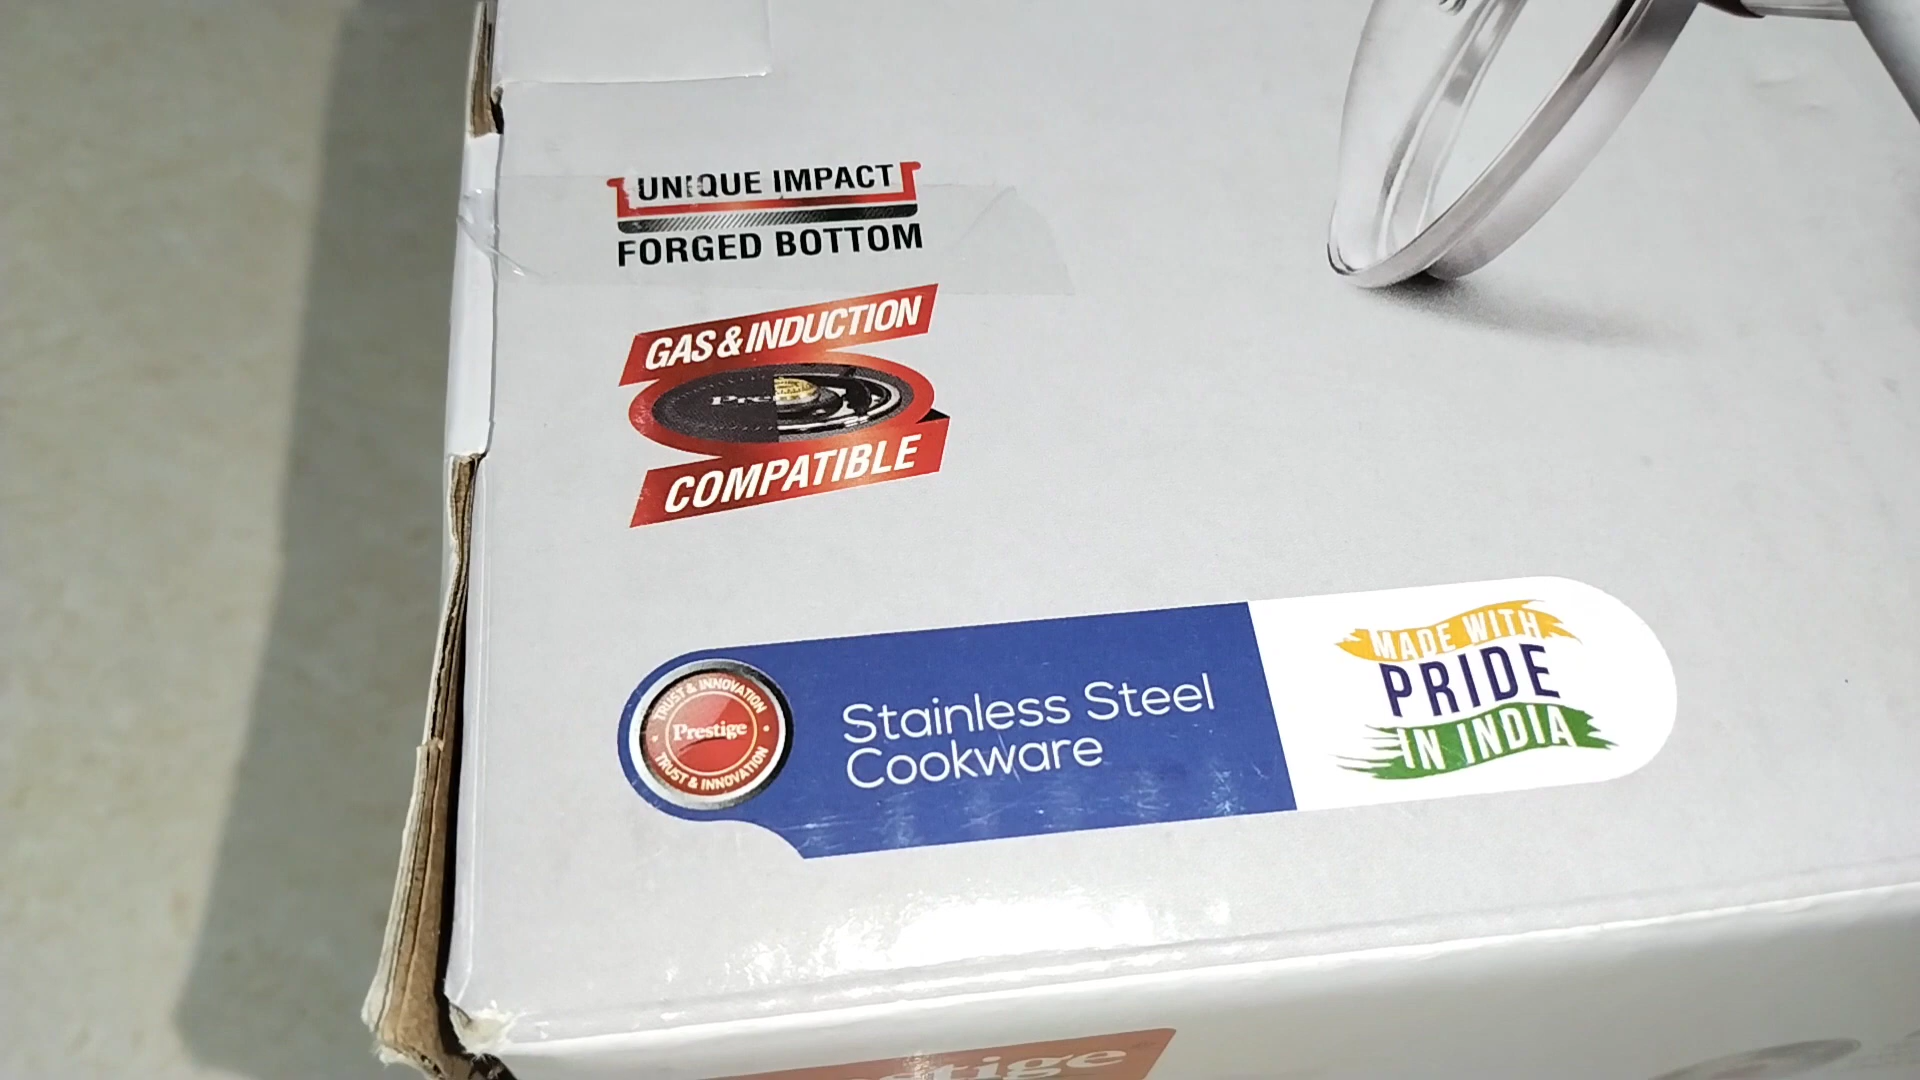 UNIQUE IMPACT
FORGED BOTTOM
GAS & INDUCTION
COMPATIBLE
TRUST & INNOVATION
Prestige
TRUST & INNOVATION
Stainless Steel
Cookware
MADE WITH
PRIDE
IN INDIA